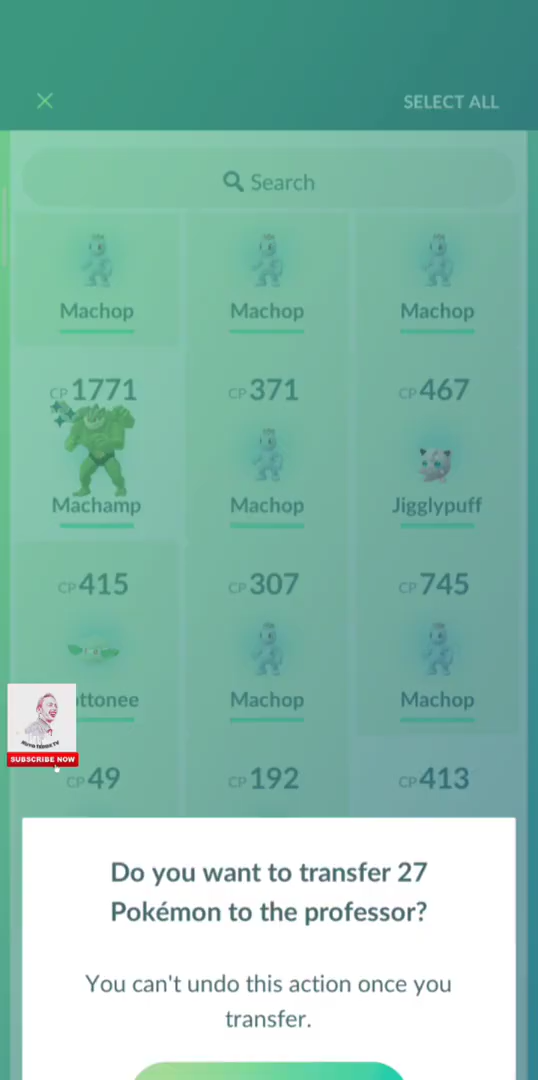 SELECT ALL
Search
Machop
Machop
Machop
CP1771
CP371
CP467
Machamp
Machop
Jigglypuff
CP415
CP307
CP745
ttonee
Machop
Machop
SUBSCRIBE NOW
CP49
CP192
CP413
Do you want to transfer 27
Pokémon to the professor?
You can't undo this action once you
transfer.